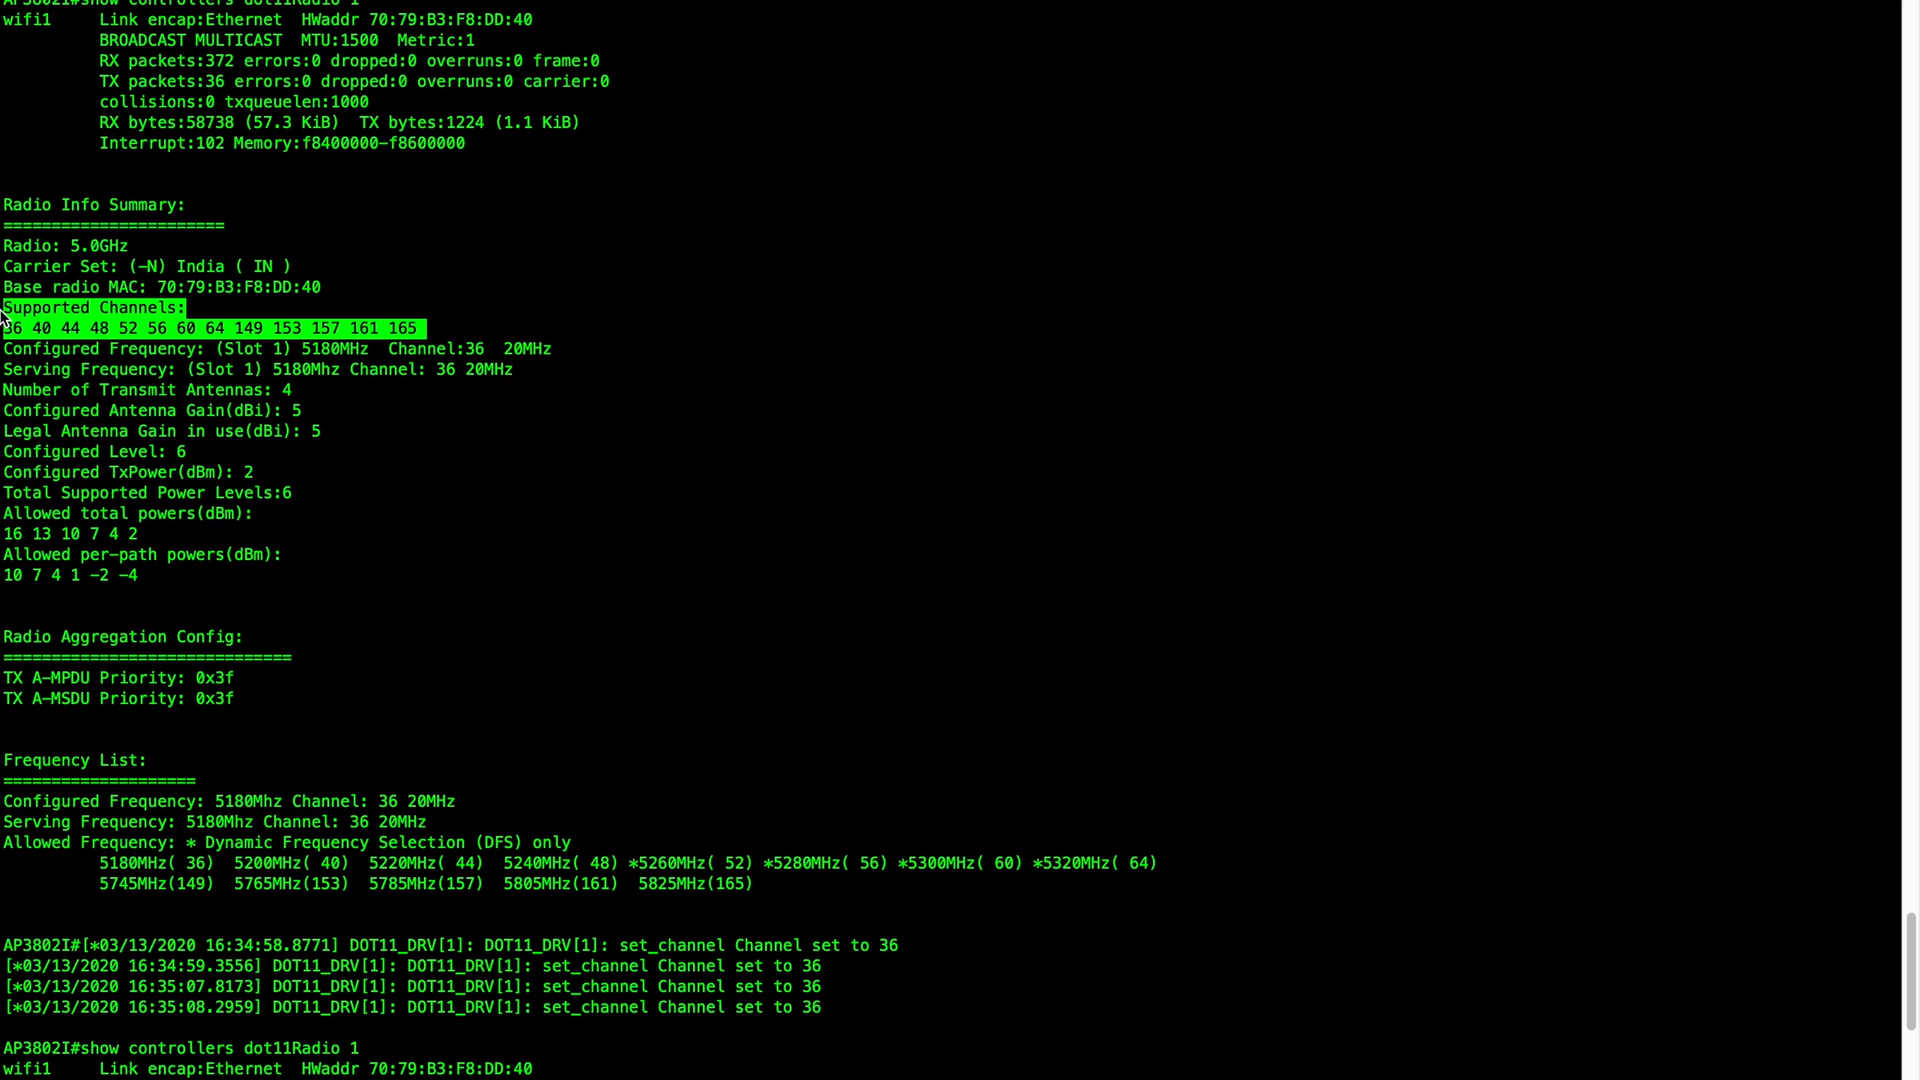 AP3802I#show controllers dot11Radio 1
wifi1     Link encap:Ethernet  HWaddr 70:79:B3:F8:DD:40
          BROADCAST MULTICAST  MTU:1500  Metric:1
          RX packets:372 errors:0 dropped:0 overruns:0 frame:0
          TX packets:36 errors:0 dropped:0 overruns:0 carrier:0
          collisions:0 txqueuelen:1000
          RX bytes:58738 (57.3 KiB)  TX bytes:1224 (1.1 KiB)
          Interrupt:102 Memory:f8400000-f8600000
Radio Info Summary:
=======================
Radio: 5.0GHz
Carrier Set: (-N) India ( IN )
Base radio MAC: 70:79:B3:F8:DD:40
Supported Channels:
36 40 44 48 52 56 60 64 149 153 157 161 165
Configured Frequency: (Slot 1) 5180MHz  Channel:36  20MHz
Serving Frequency: (Slot 1) 5180Mhz Channel: 36 20MHz
Number of Transmit Antennas: 4
Configured Antenna Gain(dBi): 5
Legal Antenna Gain in use(dBi): 5
Configured Level: 6
Configured TxPower(dBm): 2
Total Supported Power Levels:6
Allowed total powers(dBm):
16 13 10 7 4 2
Allowed per-path powers(dBm):
10 7 4 1 -2 -4
Radio Aggregation Config:
==============================
TX A-MPDU Priority: 0x3f
TX A-MSDU Priority: 0x3f
Frequency List:
====================
Configured Frequency: 5180Mhz Channel: 36 20MHz
Serving Frequency: 5180Mhz Channel: 36 20MHz
Allowed Frequency: * Dynamic Frequency Selection (DFS) only
          5180MHz( 36)  5200MHz( 40)  5220MHz( 44)  5240MHz( 48) *5260MHz( 52) *5280MHz( 56) *5300MHz( 60) *5320MHz( 64)
          5745MHz(149)  5765MHz(153)  5785MHz(157)  5805MHz(161)  5825MHz(165)
AP3802I#[*03/13/2020 16:34:58.8771] DOT11_DRV[1]: DOT11_DRV[1]: set_channel Channel set to 36
[*03/13/2020 16:34:59.3556] DOT11_DRV[1]: DOT11_DRV[1]: set_channel Channel set to 36
[*03/13/2020 16:35:07.8173] DOT11_DRV[1]: DOT11_DRV[1]: set_channel Channel set to 36
[*03/13/2020 16:35:08.2959] DOT11_DRV[1]: DOT11_DRV[1]: set_channel Channel set to 36
AP3802I#show controllers dot11Radio 1
wifi1     Link encap:Ethernet  HWaddr 70:79:B3:F8:DD:40